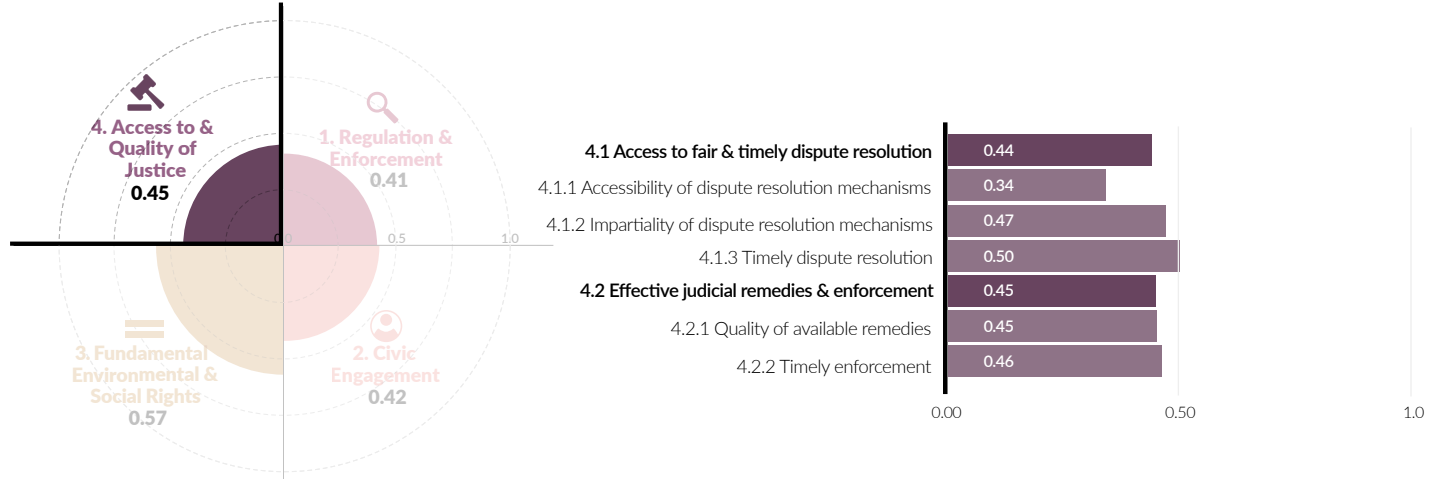 4. Access to &
Quality of
Justice
0.45
1. Regulation &
Enforcement
0.41
0.5
1.0
3. Fundamental
Environmental &
Social Rights
0.57
2. Civic
Engagement
0.42
4.1 Access to fair & timely dispute resolution
0.44
4.1.1 Accessibility of dispute resolution mechanisms
0.34
4.1.2 Impartiality of dispute resolution mechanisms
0.47
4.1.3 Timely dispute resolution
0.50
4.2 Effective judicial remedies & enforcement
0.45
4.2.1 Quality of available remedies
0.45
4.2.2 Timely enforcement
0.46
0.00
0.50
1.0